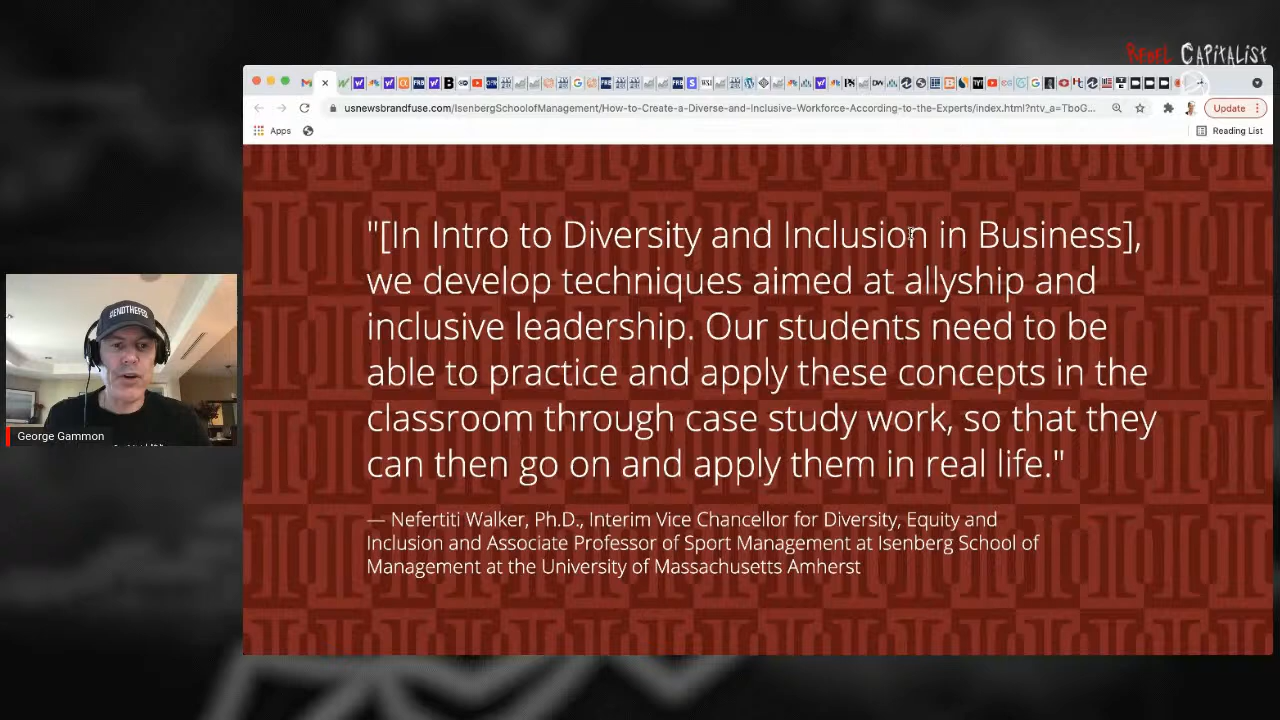 REBEL CAPITALIST
usnewsbrandfuse.com/IsenbergSchoolofManagement/How-to-Create-a-Diverse-and-Inclusive-Workforce-According-to-the-Experts/index.html?ntv_a=TboG...
Update
Apps
Reading List
"[In Intro to Diversity and Inclusion in Business],
we develop techniques aimed at allyship and
inclusive leadership. Our students need to be
able to practice and apply these concepts in the
classroom through case study work, so that they
can then go on and apply them in real life."
— Nefertiti Walker, Ph.D., Interim Vice Chancellor for Diversity, Equity and
Inclusion and Associate Professor of Sport Management at Isenberg School of
Management at the University of Massachusetts Amherst
#ENDTHEFED
George Gammon